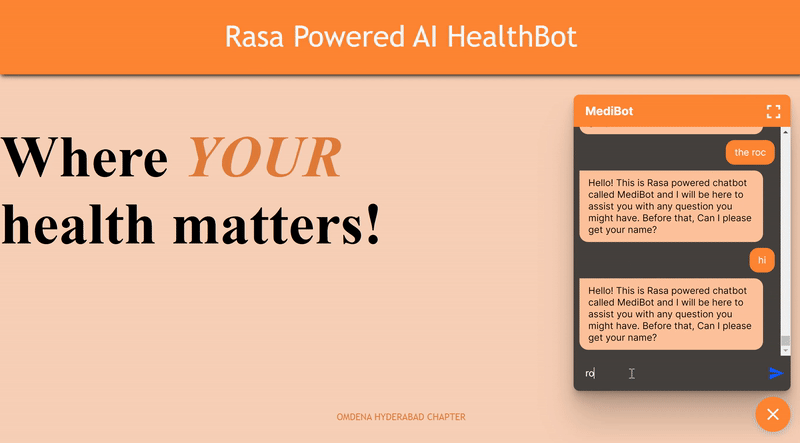 Rasa Powered AI HealthBot
Where YOUR
health matters!
MediBot
the roc
Hello! This is Rasa powered chatbot
called MediBot and I will be here to
assist you with any question you
might have. Before that, Can I please
get your name?
hi
Hello! This is Rasa powered chatbot
called MediBot and I will be here to
assist you with any question you
might have. Before that, Can I please
get your name?
ro
OMDENA HYDERABAD CHAPTER